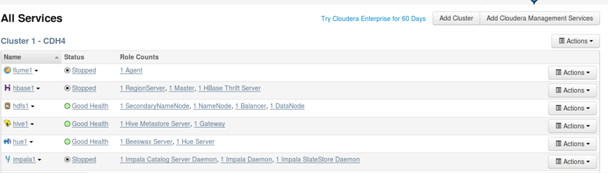 All Services
Try Cloudera Enterprise for 60 Days
Add Cluster
Add Cloudera Management Services
Cluster 1 - CDH4
Actions
Name Status Role Counts
flume1 Stopped 1 Agent Actions
hbase1 Stopped 1 RegionServer, 1 Master, 1 HBase Thrift Server Actions
hdfs1 Good Health 1 SecondaryNameNode, 1 NameNode, 1 Balancer, 1 DataNode Actions
hive1 Good Health 1 Hive Metastore Server, 1 Gateway Actions
hue1 Good Health 1 Beeswax Server, 1 Hue Server Actions
impala1 Stopped 1 Impala Catalog Server Daemon, 1 Impala Daemon, 1 Impala StateStore Daemon Actions